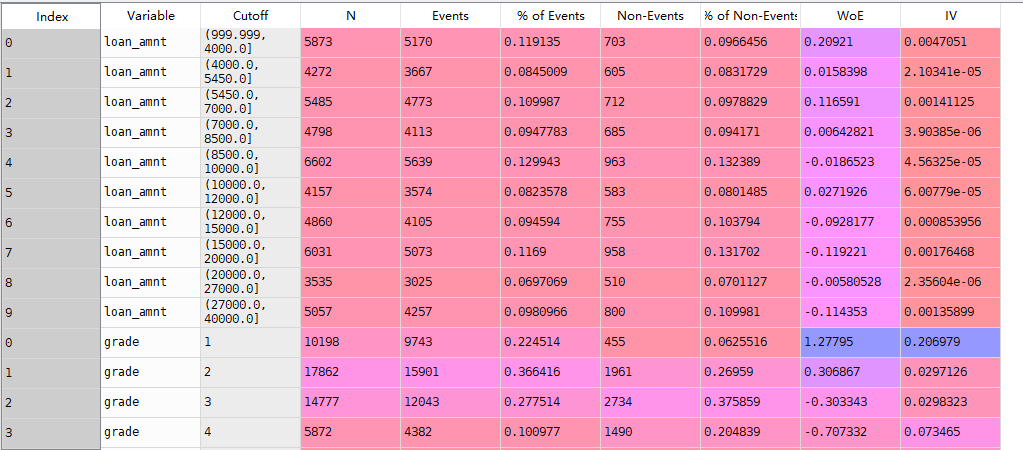 Index Variable Cutoff N Events % of Events Non-Events % of Non-Events WoE IV
0 loan_amnt (999.999, 4000.0] 5873 5170 0.119135 703 0.0966456 0.20921 0.0047051
1 loan_amnt (4000.0, 5450.0] 4272 3667 0.0845009 605 0.0831729 0.0158398 2.10341e-05
2 loan_amnt (5450.0, 7000.0] 5485 4773 0.109987 712 0.0978829 0.116591 0.00141125
3 loan_amnt (7000.0, 8500.0] 4798 4113 0.0947783 685 0.094171 0.00642821 3.90385e-06
4 loan_amnt (8500.0, 10000.0] 6602 5639 0.129943 963 0.132389 -0.0186523 4.56325e-05
5 loan_amnt (10000.0, 12000.0] 4157 3574 0.0823578 583 0.0801485 0.0271926 6.00779e-05
6 loan_amnt (12000.0, 15000.0] 4860 4105 0.094594 755 0.103794 -0.0928177 0.000853956
7 loan_amnt (15000.0, 20000.0] 6031 5073 0.1169 958 0.131702 -0.119221 0.00176468
8 loan_amnt (20000.0, 27000.0] 3535 3025 0.0697069 510 0.0701127 -0.00580528 2.35604e-06
9 loan_amnt (27000.0, 40000.0] 5057 4257 0.0980966 800 0.109981 -0.114353 0.00135899
0 grade 1 10198 9743 0.224514 455 0.0625516 1.27795 0.206979
1 grade 2 17862 15901 0.366416 1961 0.26959 0.306867 0.0297126
2 grade 3 14777 12043 0.277514 2734 0.375859 -0.303343 0.0298323
3 grade 4 5872 4382 0.100977 1490 0.204839 -0.707332 0.073465